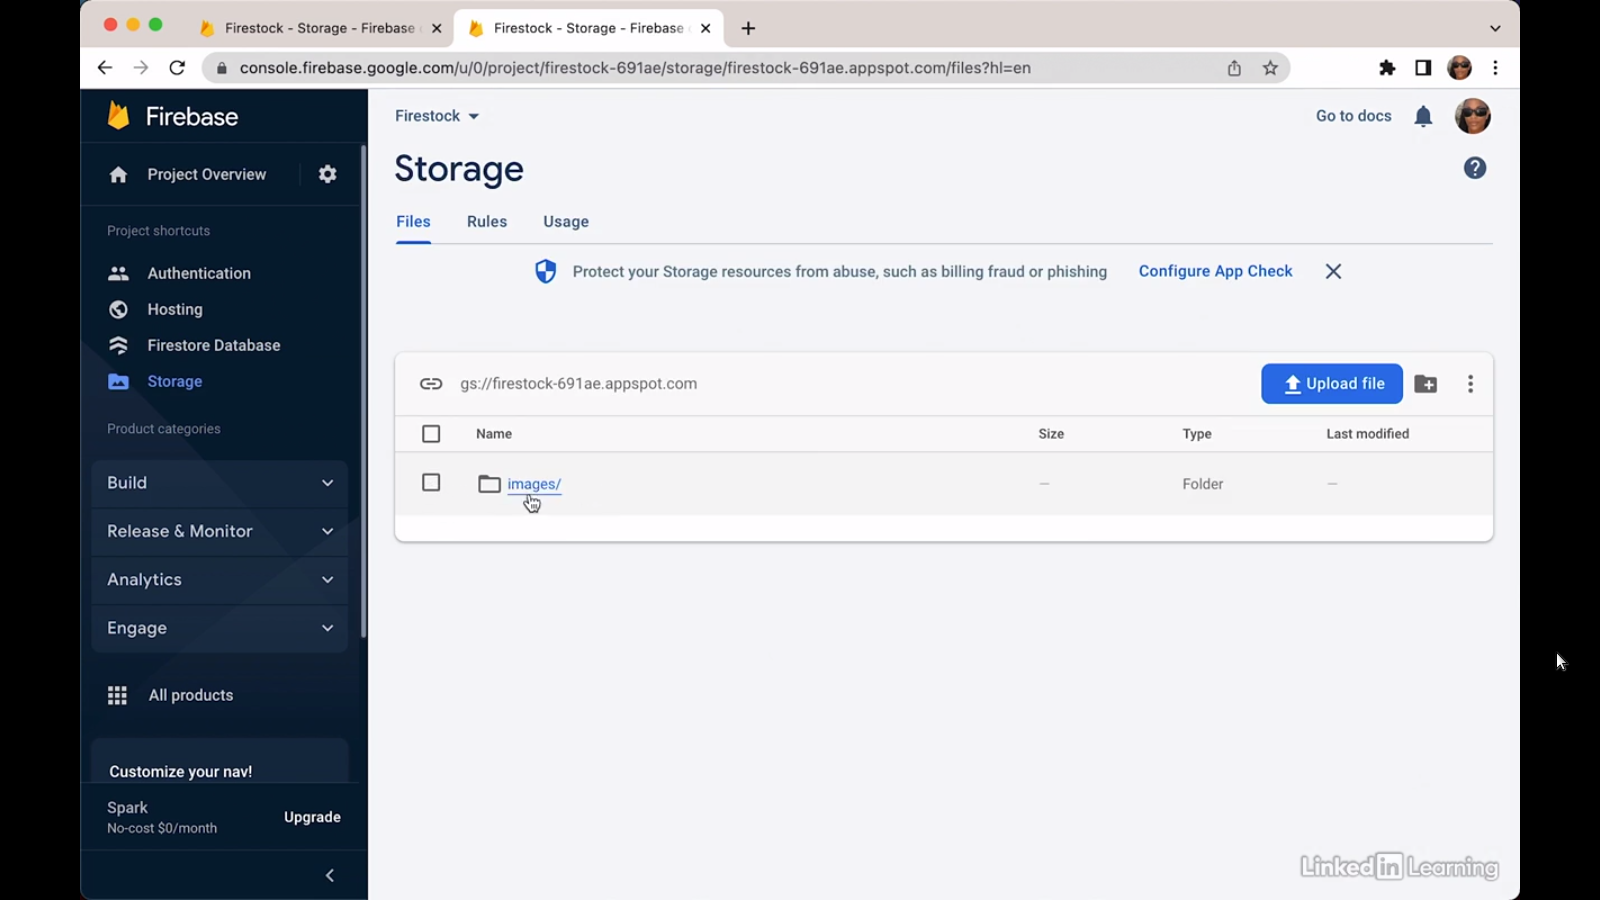 Firestock - Storage - Firebase
Firestock - Storage - Firebase
console.firebase.google.com/u/0/project/firestock-691ae/storage/firestock-691ae.appspot.com/files?hl=en
Firebase
Firestock
Go to docs
Project Overview
Storage
Files
Rules
Usage
Project shortcuts
Protect your Storage resources from abuse, such as billing fraud or phishing
Configure App Check
Authentication
Hosting
Firestore Database
Storage
gs://firestock-691ae.appspot.com
Upload file
Product categories
Name
Size
Type
Last modified
Build
images/
—
Folder
—
Release & Monitor
Analytics
Engage
All products
Customize your nav!
Spark
No-cost $0/month
Upgrade
Linked in Learning